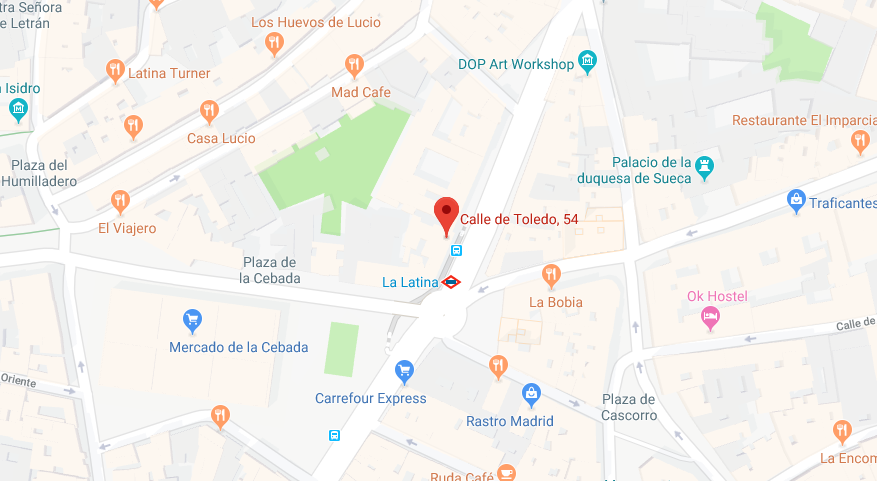 tra Señora
e Letrán
Los Huevos de Lucio
Latina Turner
DOP Art Workshop
Isidro
Mad Cafe
Casa Lucio
Restaurante El Imparcia
Plaza del
Humilladero
Palacio de la
duquesa de Sueca
Traficantes
El Viajero
Calle de Toledo, 54
Plaza de
la Cebada
La Latina
La Bobia
Ok Hostel
Calle de
Mercado de la Cebada
Oriente
Carrefour Express
Plaza de
Cascorro
Rastro Madrid
La Encom
Ruda Café